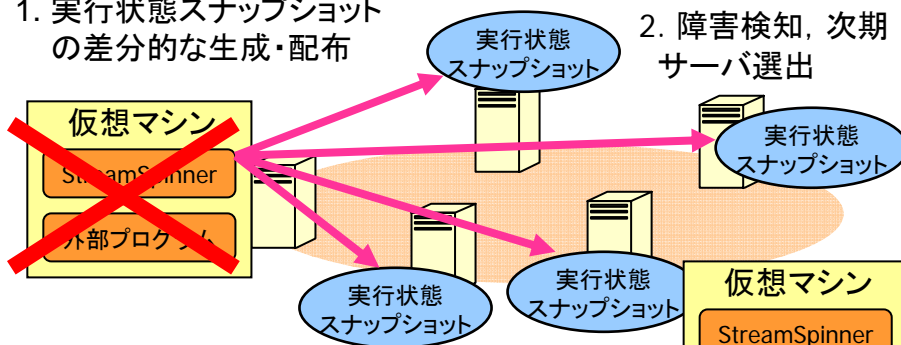 1. 実行状態スナップショット
の差分的な生成・配布
2. 障害検知, 次期
サーバ選出
実行状態
スナップショット
仮想マシン
StreamSpinner
外部プログラム
実行状態
スナップショット
実行状態
スナップショット
実行状態
スナップショット
仮想マシン
StreamSpinner